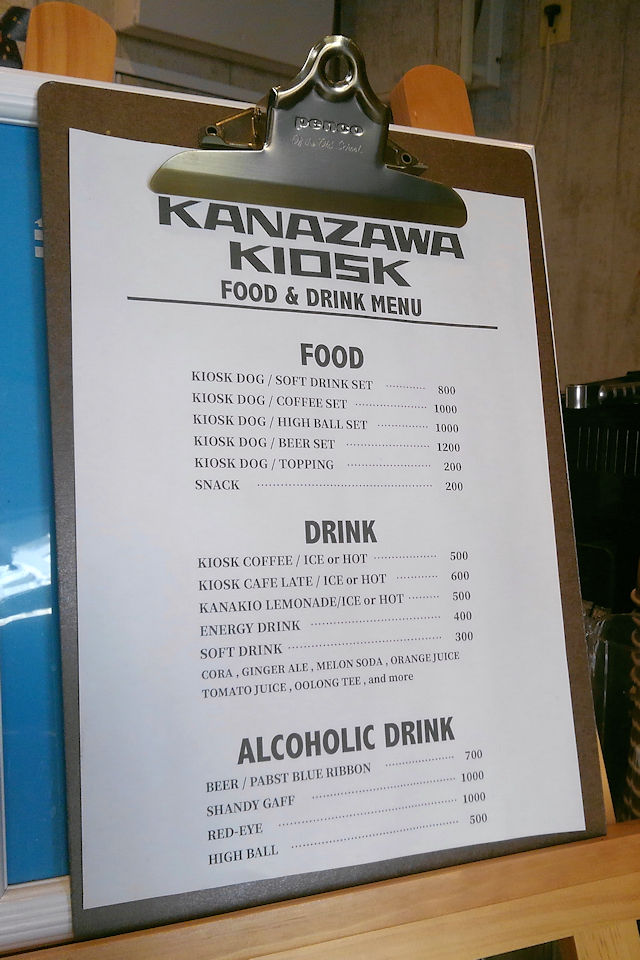 penco
KANAZAWA
KIOSK
FOOD & DRINK MENU
FOOD
KIOSK DOG / SOFT DRINK SET 800
KIOSK DOG / COFFEE SET 1000
KIOSK DOG / HIGH BALL SET 1000
KIOSK DOG / BEER SET 1200
KIOSK DOG / TOPPING 200
SNACK 200
DRINK
KIOSK COFFEE / ICE or HOT 500
KIOSK CAFE LATE / ICE or HOT 600
KANAKIO LEMONADE/ICE or HOT 500
ENERGY DRINK 400
SOFT DRINK 300
CORA , GINGER ALE , MELON SODA , ORANGE JUICE
TOMATO JUICE , OOLONG TEE , and more
ALCOHOLIC DRINK
BEER / PABST BLUE RIBBON 700
SHANDY GAFF 1000
RED-EYE 1000
HIGH BALL 500